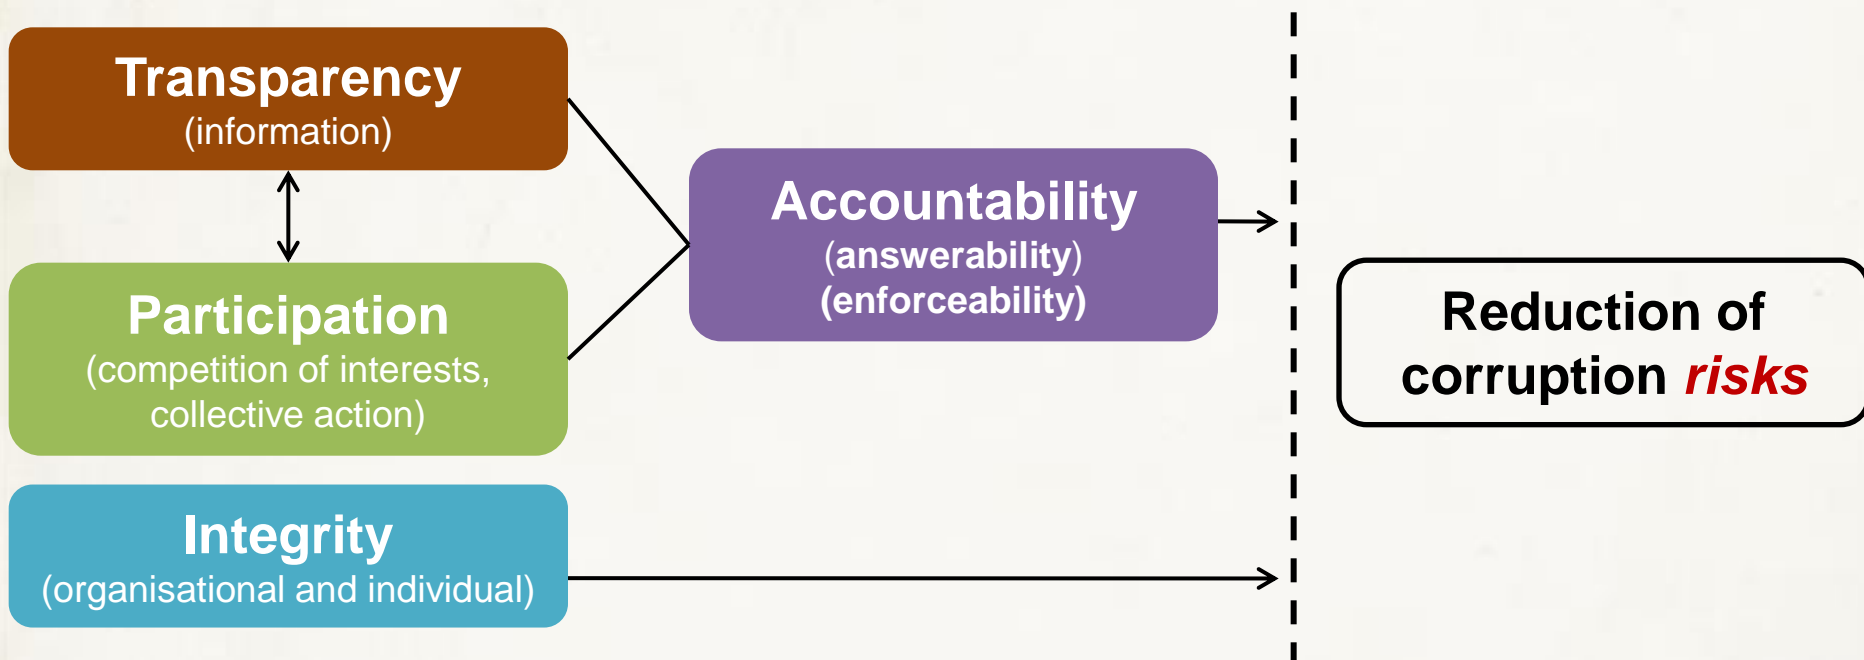 Transparency
(information)
Participation
(competition of interests,
collective action)
Integrity
(organisational and individual)
Accountability
(answerability)
(enforceability)
Reduction of
corruption risks